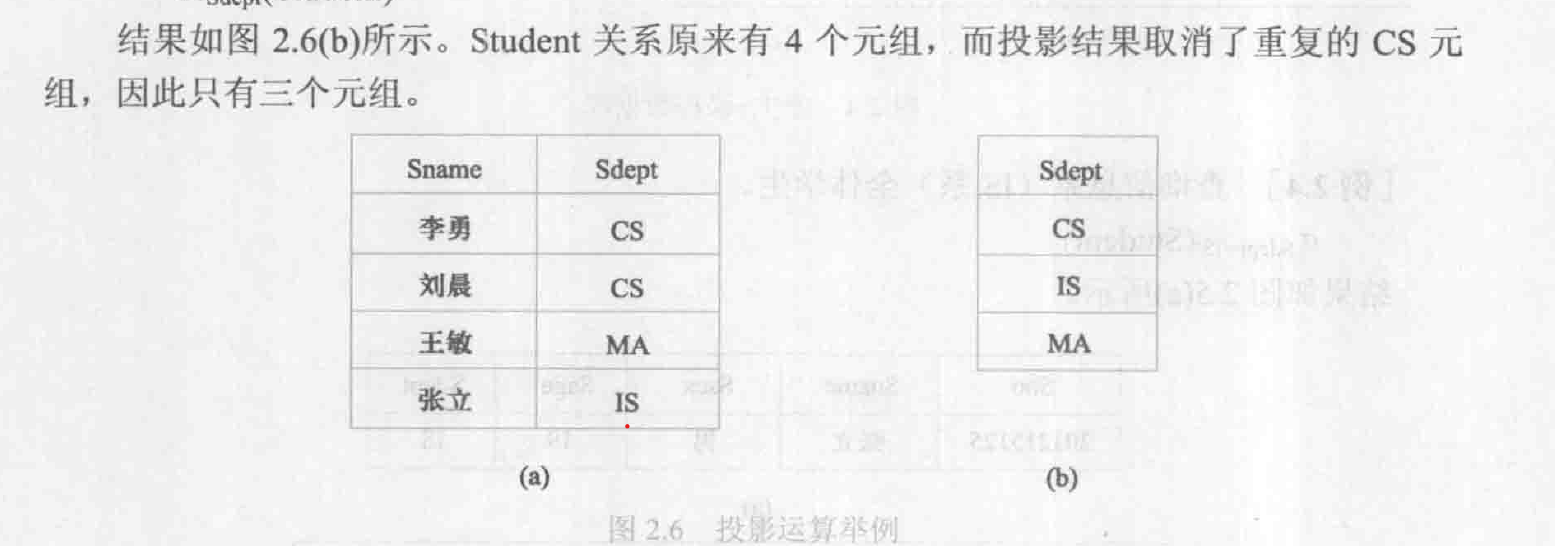 结果如图 2.6(b)所示。Student 关系原来有 4 个元组，而投影结果取消了重复的 CS 元
组，因此只有三个元组。
Sname Sdept
李勇 CS
刘晨 CS
王敏 MA
张立 IS
(a)
Sdept
CS
IS
MA
(b)
图 2.6 投影运算举例